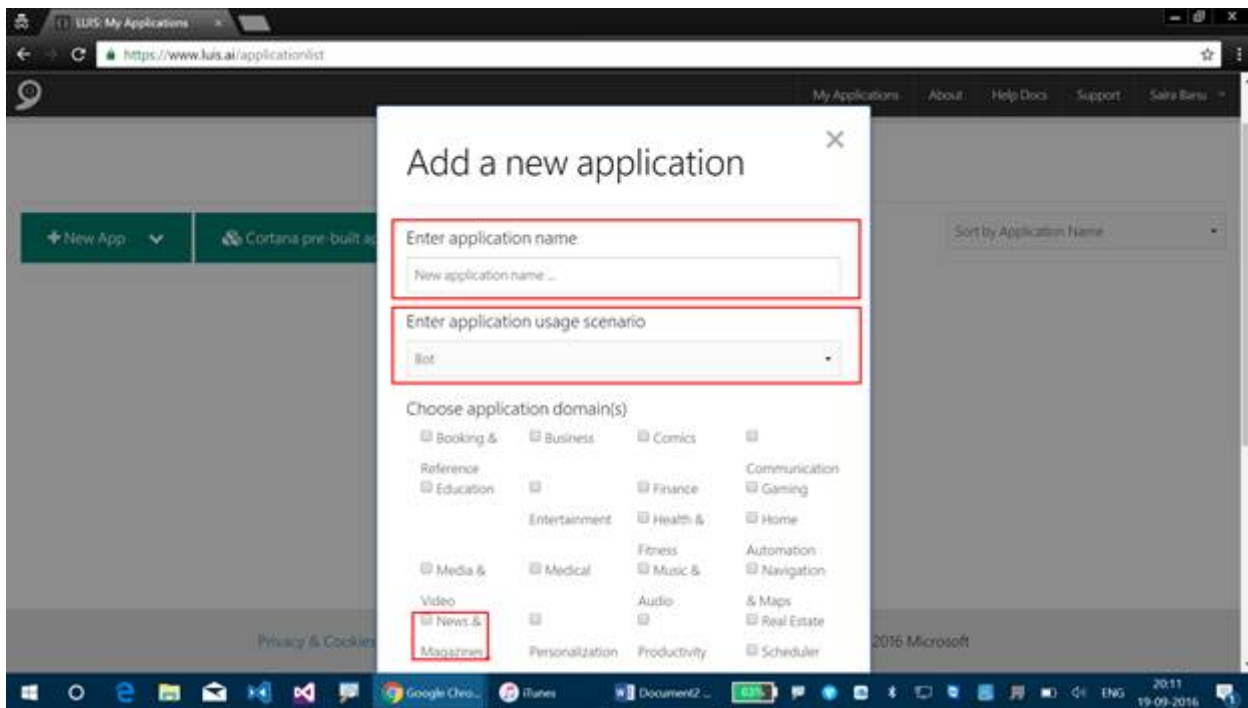 LUIS: My Applications
https://www.luis.ai/applicationlist
My Applications About Help Docs Support Saira Banu
Add a new application
New App Cortana pre-built ap
Sort by Application Name
Enter application name
New application name ...
Enter application usage scenario
Bot
Choose application domain(s)
Booking & Business Comics
Reference Communication
Education Finance Gaming
Entertainment Health & Home
Fitness Automation
Media & Medical Music & Navigation
Video Audio & Maps
News & Real Estate
Magazines Personalization Productivity Scheduler
Privacy & Cookies 2016 Microsoft
Google Chro... iTunes Document2 - ENG 20:11
19-09-2016